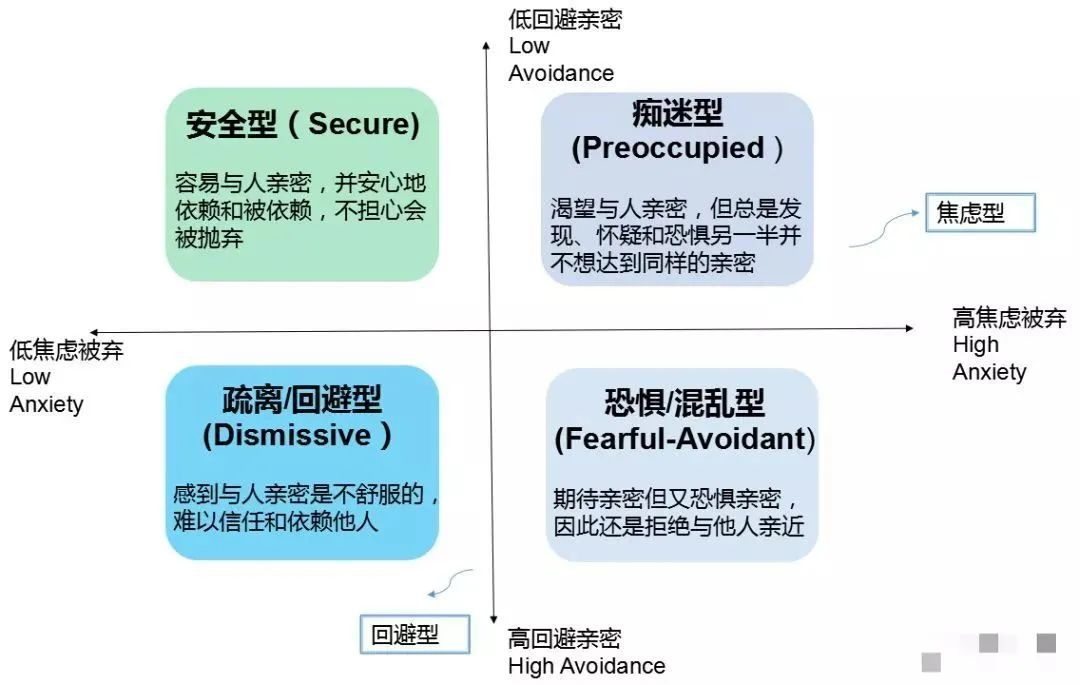 低回避亲密
Low
Avoidance
安全型（Secure)
容易与人亲密，并安心地
依赖和被依赖，不担心会
被抛弃
痴迷型
(Preoccupied）
渴望与人亲密，但总是发
现、怀疑和恐惧另一半并
不想达到同样的亲密
焦虑型
低焦虑被弃
Low
Anxiety
高焦虑被弃
High
Anxiety
疏离/回避型
(Dismissive）
感到与人亲密是不舒服的，
难以信任和依赖他人
恐惧/混乱型
(Fearful-Avoidant)
期待亲密但又恐惧亲密，
因此还是拒绝与他人亲近
回避型
高回避亲密
High Avoidance